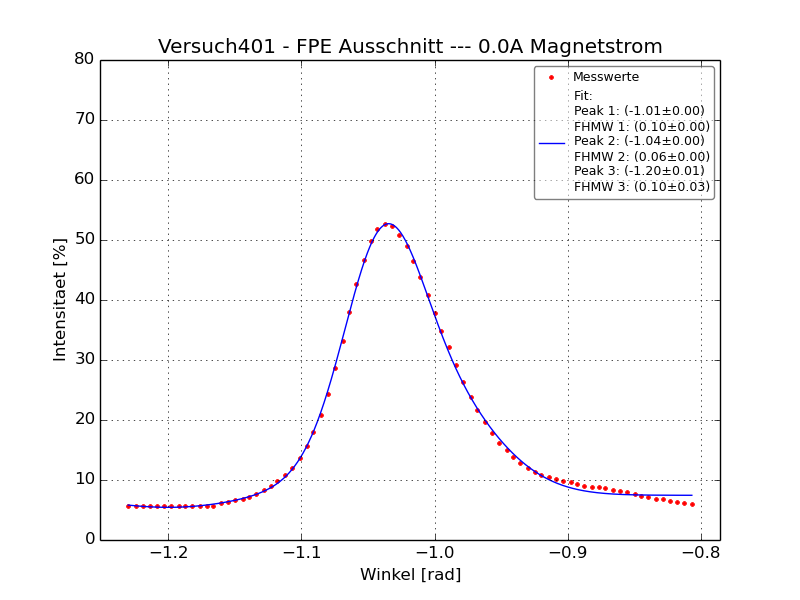 Versuch401 - FPE Ausschnitt --- 0.0A Magnetstrom
Messwerte
Fit:
Peak 1: (-1.01±0.00)
FHMW 1: (0.10±0.00)
Peak 2: (-1.04±0.00)
FHMW 2: (0.06±0.00)
Peak 3: (-1.20±0.01)
FHMW 3: (0.10±0.03)
Intensitaet [%]
80
70
60
50
40
30
20
10
0
−1.2 −1.1 −1.0 −0.9 −0.8
Winkel [rad]